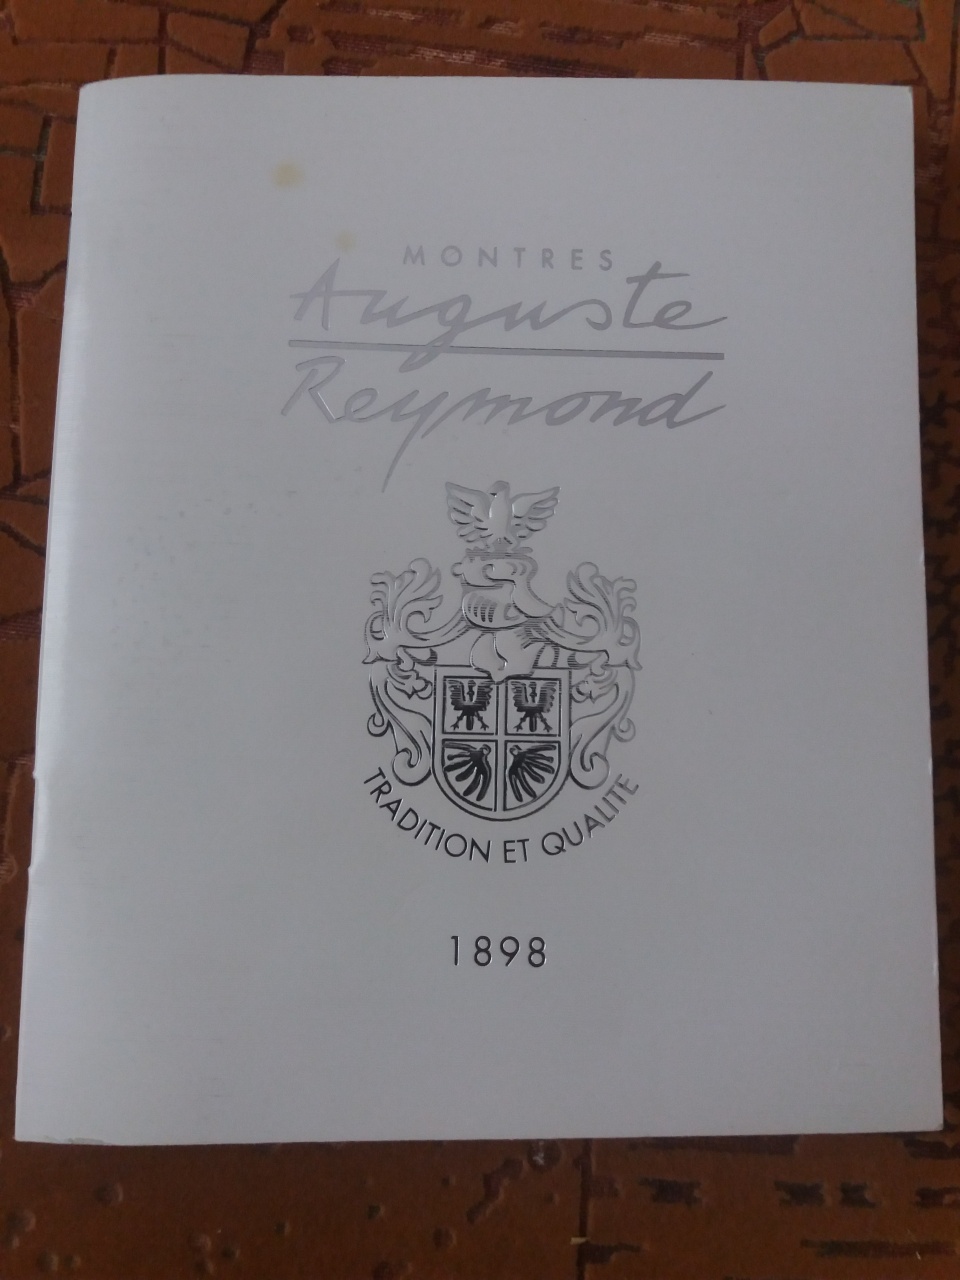 MONTRES
Auguste
Reymond
TRADITION ET QUALITE
1898